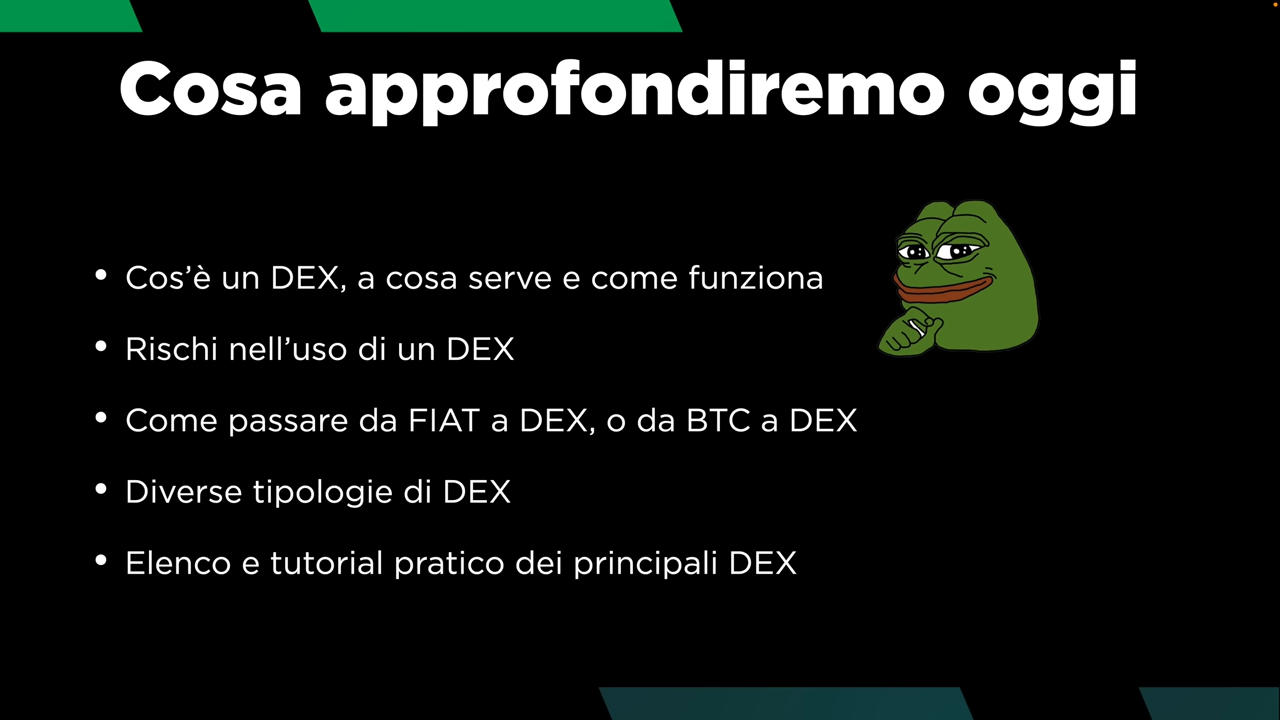 Cosa approfondiremo oggi
• Cos’è un DEX, a cosa serve e come funziona
• Rischi nell’uso di un DEX
• Come passare da FIAT a DEX, o da BTC a DEX
• Diverse tipologie di DEX
• Elenco e tutorial pratico dei principali DEX